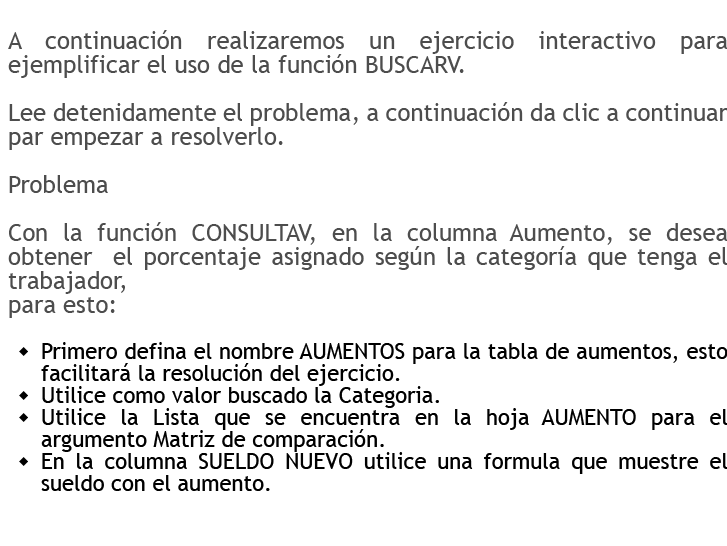 A continuación realizaremos un ejercicio interactivo para
ejemplificar el uso de la función BUSCARV.
Lee detenidamente el problema, a continuación da clic a continuar
par empezar a resolverlo.
Problema
Con la función CONSULTAV, en la columna Aumento, se desea
obtener el porcentaje asignado según la categoría que tenga el
trabajador,
para esto:
◆ Primero defina el nombre AUMENTOS para la tabla de aumentos, esto
facilitará la resolución del ejercicio.
◆ Utilice como valor buscado la Categoria.
◆ Utilice la Lista que se encuentra en la hoja AUMENTO para el
argumento Matriz de comparación.
◆ En la columna SUELDO NUEVO utilice una formula que muestre el
sueldo con el aumento.